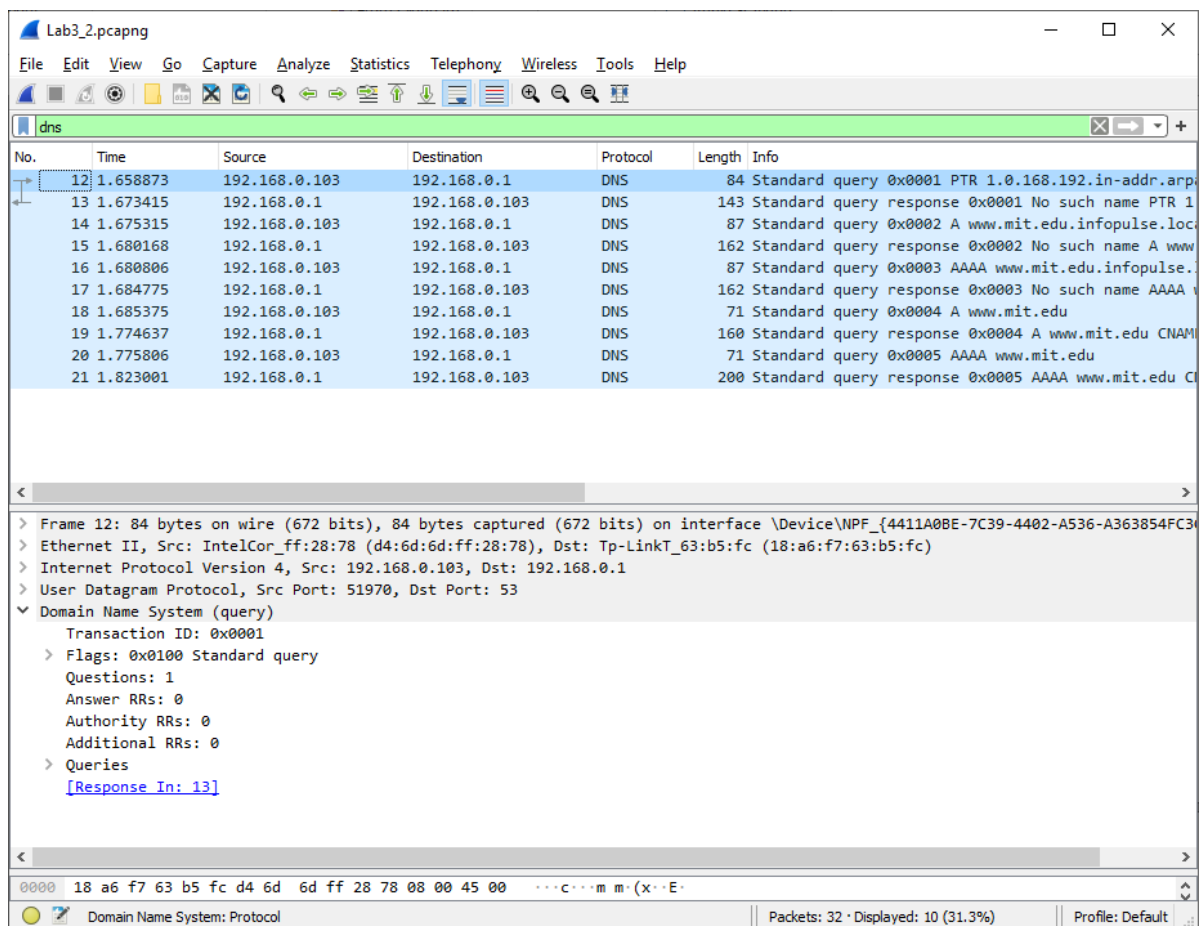 Lab3_2.pcapng
File Edit View Go Capture Analyze Statistics Telephony Wireless Tools Help
dns
No. Time Source Destination Protocol Length Info
12 1.658873 192.168.0.103 192.168.0.1 DNS 84 Standard query 0x0001 PTR 1.0.168.192.in-addr.arpa
13 1.673415 192.168.0.1 192.168.0.103 DNS 143 Standard query response 0x0001 No such name PTR 1
14 1.675315 192.168.0.103 192.168.0.1 DNS 87 Standard query 0x0002 A www.mit.edu.infopulse.loc
15 1.680168 192.168.0.1 192.168.0.103 DNS 162 Standard query response 0x0002 No such name A www
16 1.680806 192.168.0.103 192.168.0.1 DNS 87 Standard query 0x0003 AAAA www.mit.edu.infopulse.
17 1.684775 192.168.0.1 192.168.0.103 DNS 162 Standard query response 0x0003 No such name AAAA
18 1.685375 192.168.0.103 192.168.0.1 DNS 71 Standard query 0x0004 A www.mit.edu
19 1.774637 192.168.0.1 192.168.0.103 DNS 160 Standard query response 0x0004 A www.mit.edu CNAM
20 1.775806 192.168.0.103 192.168.0.1 DNS 71 Standard query 0x0005 AAAA www.mit.edu
21 1.823001 192.168.0.1 192.168.0.103 DNS 200 Standard query response 0x0005 AAAA www.mit.edu C
Frame 12: 84 bytes on wire (672 bits), 84 bytes captured (672 bits) on interface \Device\NPF_{4411A0BE-7C39-4402-A536-A363854FC3
Ethernet II, Src: IntelCor_ff:28:78 (d4:6d:6d:ff:28:78), Dst: Tp-LinkT_63:b5:fc (18:a6:f7:63:b5:fc)
Internet Protocol Version 4, Src: 192.168.0.103, Dst: 192.168.0.1
User Datagram Protocol, Src Port: 51970, Dst Port: 53
Domain Name System (query)
Transaction ID: 0x0001
Flags: 0x0100 Standard query
Questions: 1
Answer RRs: 0
Authority RRs: 0
Additional RRs: 0
Queries
[Response In: 13]
0000 18 a6 f7 63 b5 fc d4 6d 6d ff 28 78 08 00 45 00 ···c···m m·(x··E·
Domain Name System: Protocol Packets: 32 · Displayed: 10 (31.3%) Profile: Default